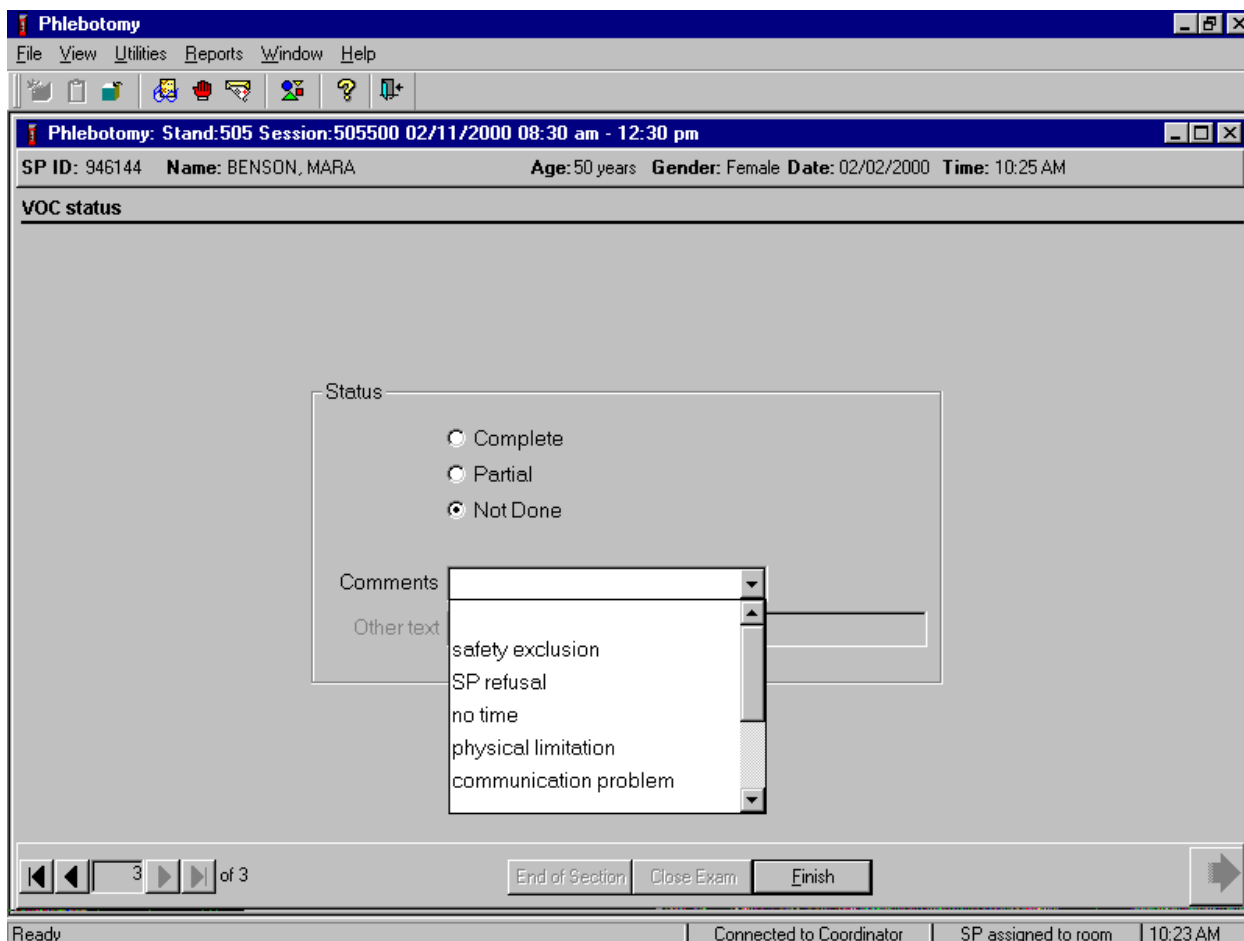 Phlebotomy
File View Utilities Reports Window Help
Phlebotomy: Stand:505 Session:505500 02/11/2000 08:30 am - 12:30 pm
SP ID: 946144 Name: BENSON, MARA Age: 50 years Gender: Female Date: 02/02/2000 Time: 10:25 AM
VOC status
Status
Complete
Partial
Not Done
Comments
Other text
safety exclusion
SP refusal
no time
physical limitation
communication problem
3 of 3 End of Section Close Exam Finish
Ready Connected to Coordinator SP assigned to room 10:23 AM